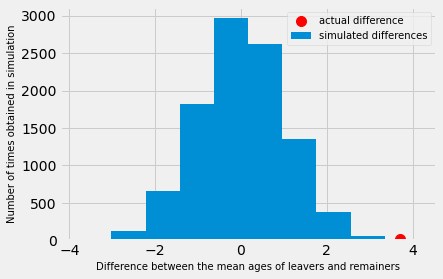 actual difference
simulated differences
Number of times obtained in simulation
3000
2500
2000
1500
1000
500
0
−4 −2 0 2 4
Difference between the mean ages of leavers and remainers